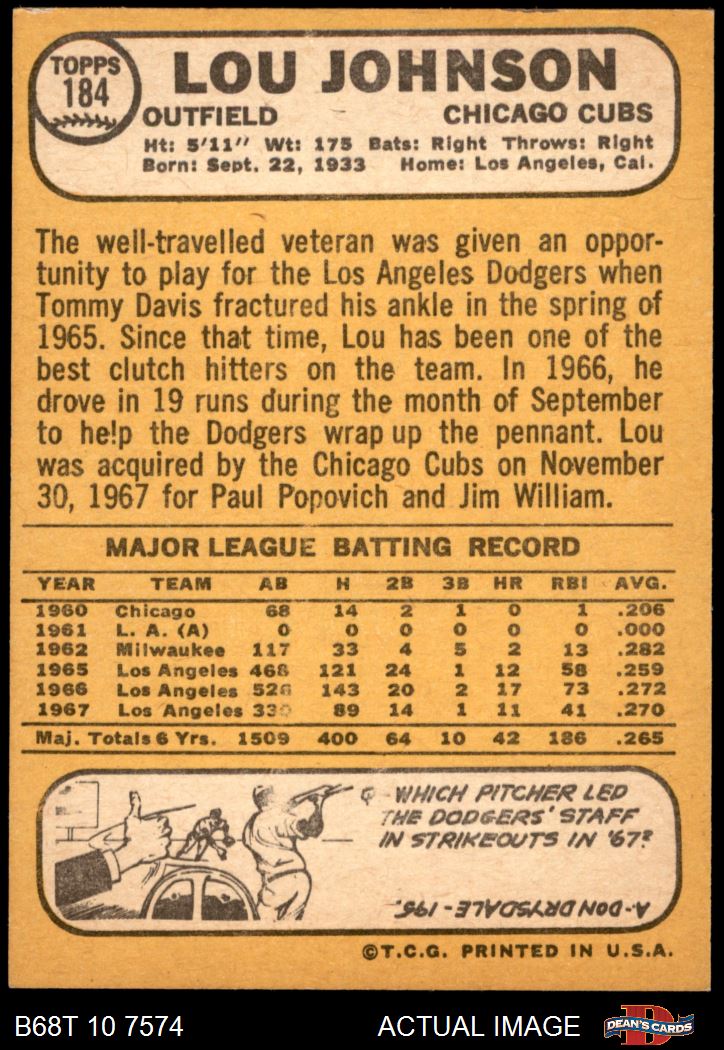 TOPPS
184
LOU JOHNSON
OUTFIELD CHICAGO CUBS
Ht: 5'11" Wt: 175 Bats: Right Throws: Right
Born: Sept. 22, 1933 Home: Los Angeles, Cal.
The well-travelled veteran was given an oppor-
tunity to play for the Los Angeles Dodgers when
Tommy Davis fractured his ankle in the spring of
1965. Since that time, Lou has been one of the
best clutch hitters on the team. In 1966, he
drove in 19 runs during the month of September
to help the Dodgers wrap up the pennant. Lou
was acquired by the Chicago Cubs on November
30, 1967 for Paul Popovich and Jim William.
MAJOR LEAGUE BATTING RECORD
YEAR TEAM AB H 2B 3B HR RBI AVG.
1960 Chicago 68 14 2 1 0 1 .206
1961 L. A. (A) 0 0 0 0 0 0 .000
1962 Milwaukee 117 33 4 5 2 13 .282
1965 Los Angeles 468 121 24 1 12 58 .259
1966 Los Angeles 526 143 20 2 17 73 .272
1967 Los Angeles 330 89 14 1 11 41 .270
Maj. Totals 6 Yrs. 1509 400 64 10 42 186 .265
Q-WHICH PITCHER LED
THE DODGERS' STAFF
IN STRIKEOUTS IN '67?
A-DON DRYSDALE-196.
©T.C.G. PRINTED IN U.S.A.
B68T 10 7574 ACTUAL IMAGE
D
DEAN'S CARDS